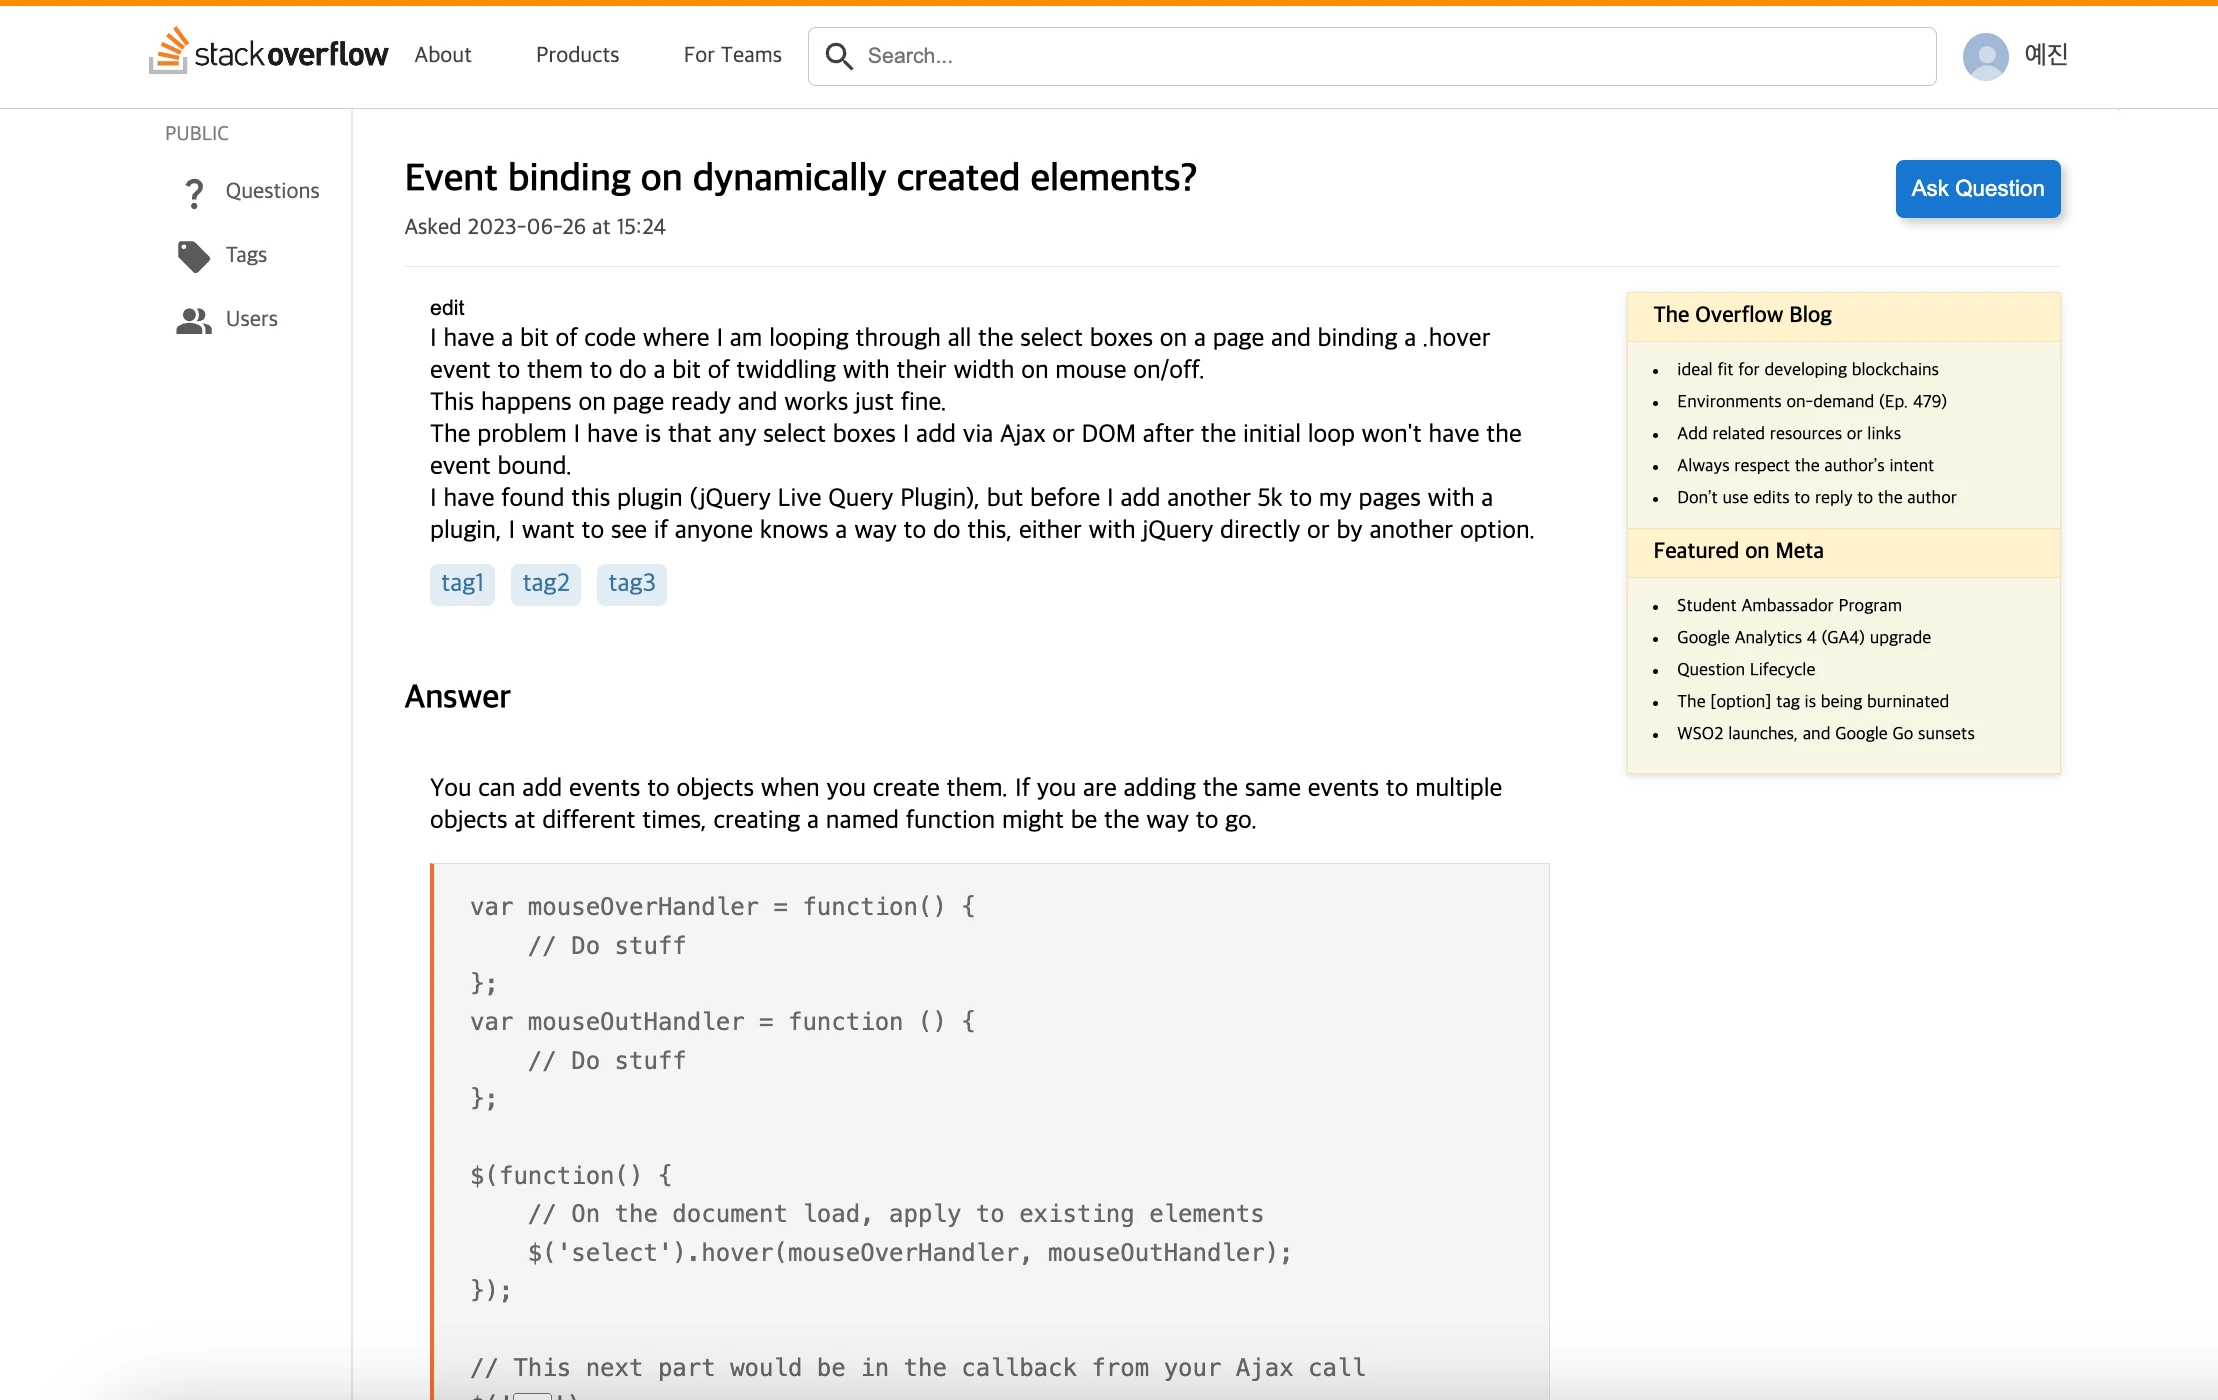 stackoverflow
About
Products
For Teams
Search...
예진
PUBLIC
Questions
Tags
Users
Event binding on dynamically created elements?
Asked 2023-06-26 at 15:24
Ask Question
edit
I have a bit of code where I am looping through all the select boxes on a page and binding a .hover
event to them to do a bit of twiddling with their width on mouse on/off.
This happens on page ready and works just fine.
The problem I have is that any select boxes I add via Ajax or DOM after the initial loop won't have the
event bound.
I have found this plugin (jQuery Live Query Plugin), but before I add another 5k to my pages with a
plugin, I want to see if anyone knows a way to do this, either with jQuery directly or by another option.
tag1
tag2
tag3
Answer
You can add events to objects when you create them. If you are adding the same events to multiple
objects at different times, creating a named function might be the way to go.
var mouseOverHandler = function() {
    // Do stuff
};
var mouseOutHandler = function () {
    // Do stuff
};
$(function() {
    // On the document load, apply to existing elements
    $('select').hover(mouseOverHandler, mouseOutHandler);
});
// This next part would be in the callback from your Ajax call
The Overflow Blog
• ideal fit for developing blockchains
• Environments on-demand (Ep. 479)
• Add related resources or links
• Always respect the author’s intent
• Don’t use edits to reply to the author
Featured on Meta
• Student Ambassador Program
• Google Analytics 4 (GA4) upgrade
• Question Lifecycle
• The [option] tag is being burninated
• WSO2 launches, and Google Go sunsets